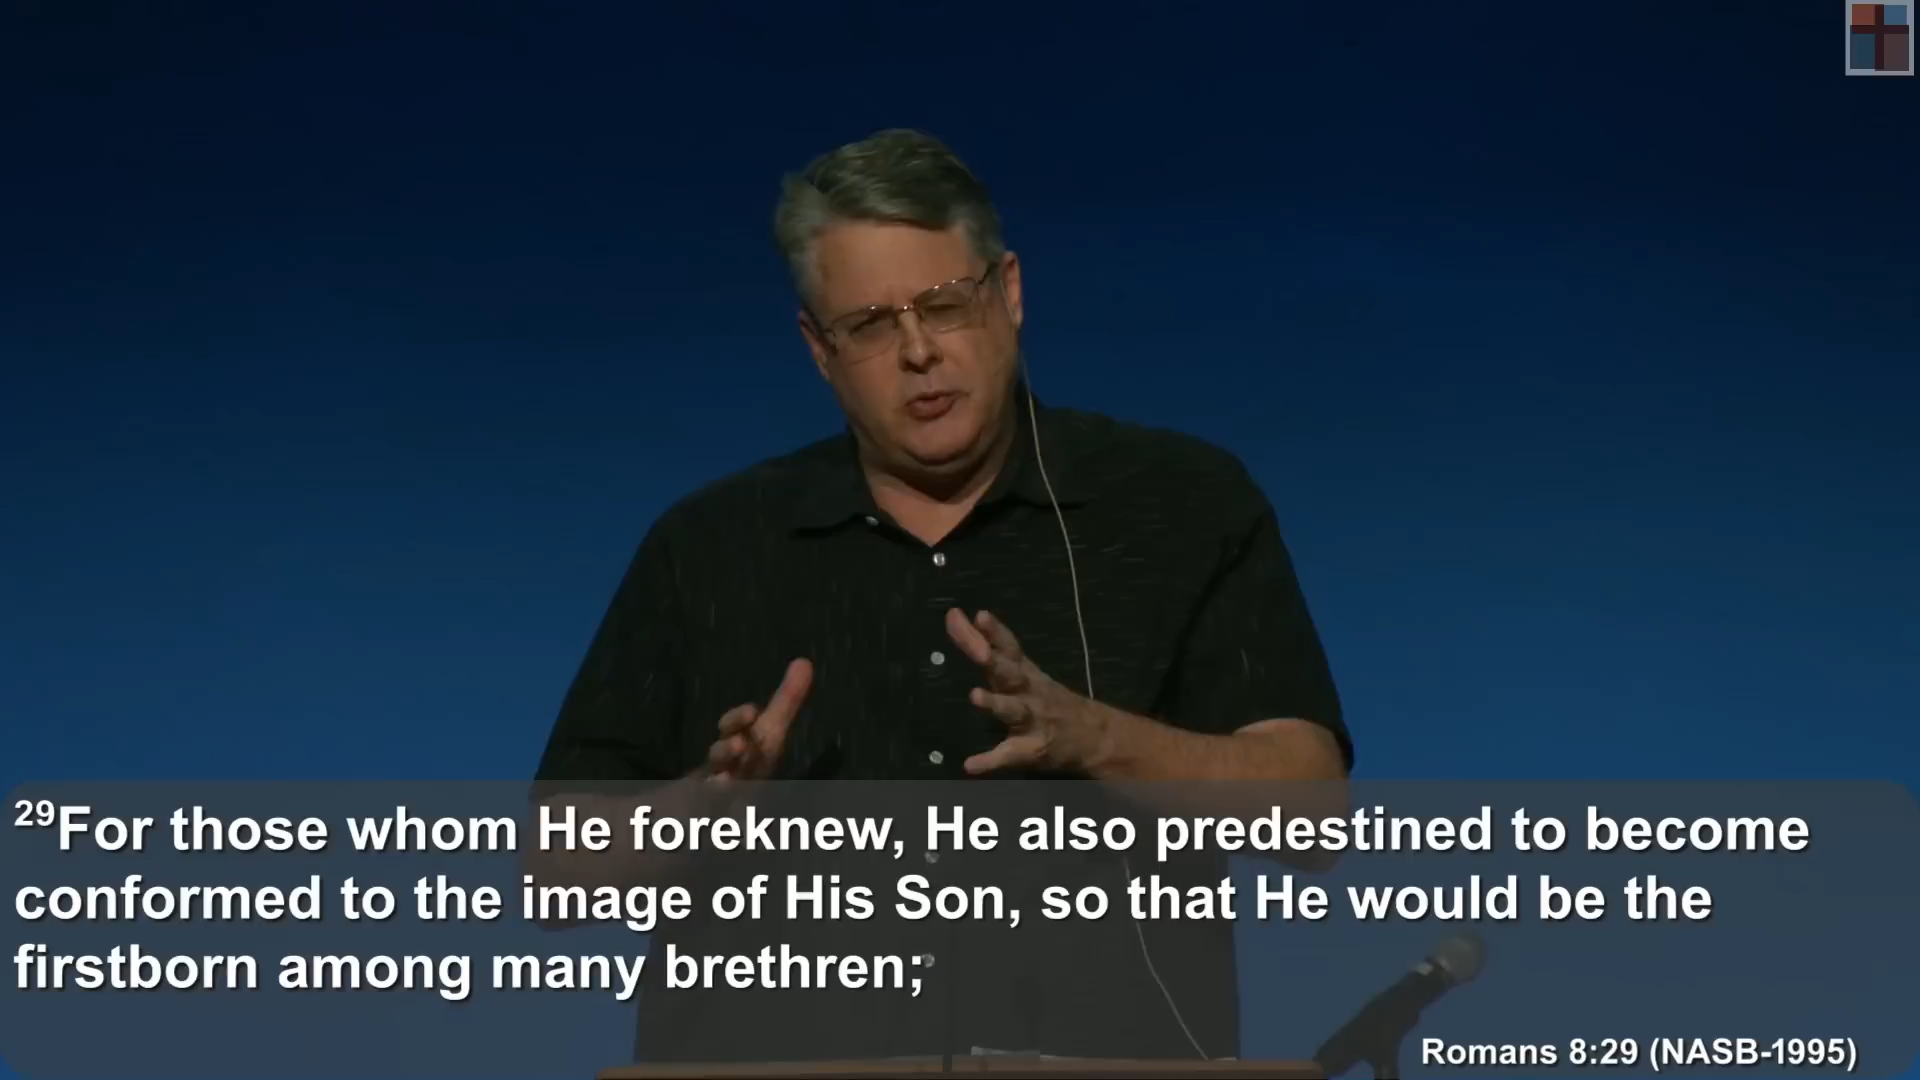 29For those whom He foreknew, He also predestined to become
conformed to the image of His Son, so that He would be the
firstborn among many brethren;
Romans 8:29 (NASB-1995)